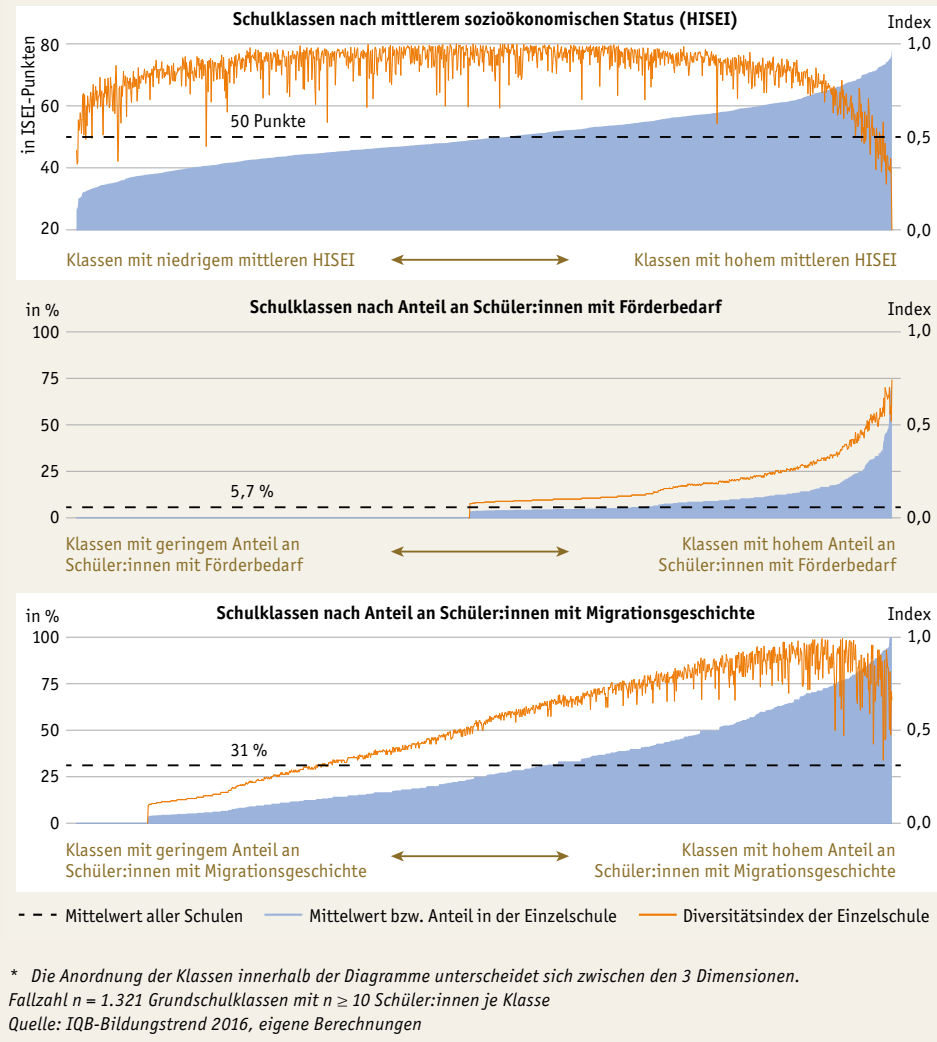 Schulklassen nach mittlerem sozioökonomischen Status (HISEI)
in ISEI-Punkten
Index
80
60
40
20
50 Punkte
1,0
0,5
0,0
Klassen mit niedrigem mittleren HISEI
Klassen mit hohem mittleren HISEI
in %
Schulklassen nach Anteil an Schüler:innen mit Förderbedarf
Index
100
75
50
25
0
5,7 %
1,0
0,5
0,0
Klassen mit geringem Anteil an
Schüler:innen mit Förderbedarf
Klassen mit hohem Anteil an
Schüler:innen mit Förderbedarf
in %
Schulklassen nach Anteil an Schüler:innen mit Migrationsgeschichte
Index
100
75
50
25
0
31 %
1,0
0,5
0,0
Klassen mit geringem Anteil an
Schüler:innen mit Migrationsgeschichte
Klassen mit hohem Anteil an
Schüler:innen mit Migrationsgeschichte
Mittelwert aller Schulen
Mittelwert bzw. Anteil in der Einzelschule
Diversitätsindex der Einzelschule
* Die Anordnung der Klassen innerhalb der Diagramme unterscheidet sich zwischen den 3 Dimensionen.
Fallzahl n = 1.321 Grundschulklassen mit n ≥ 10 Schüler:innen je Klasse
Quelle: IQB-Bildungstrend 2016, eigene Berechnungen